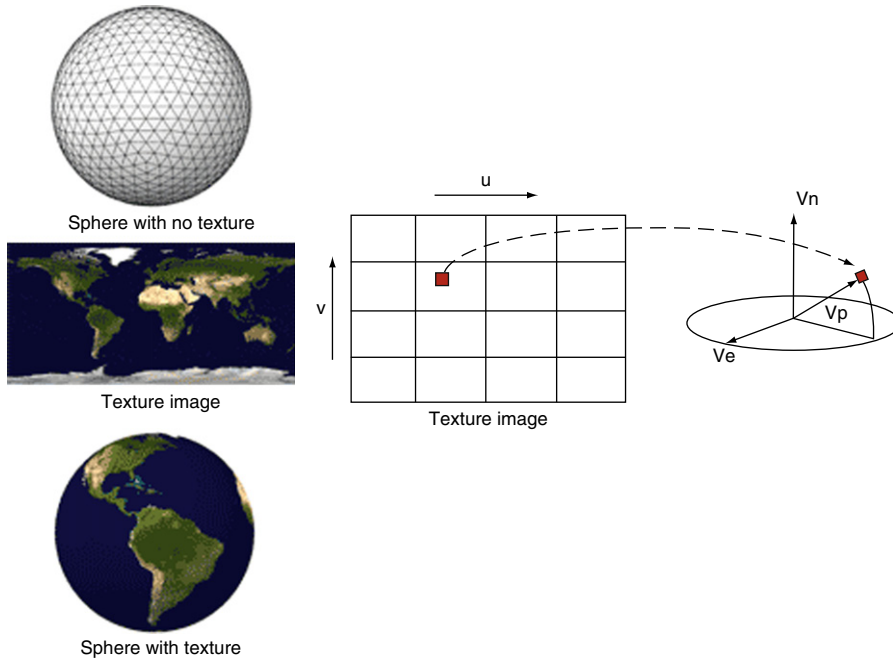 Sphere with no texture
Texture image
Sphere with texture
u
v
Texture image
Vn
Vp
Ve